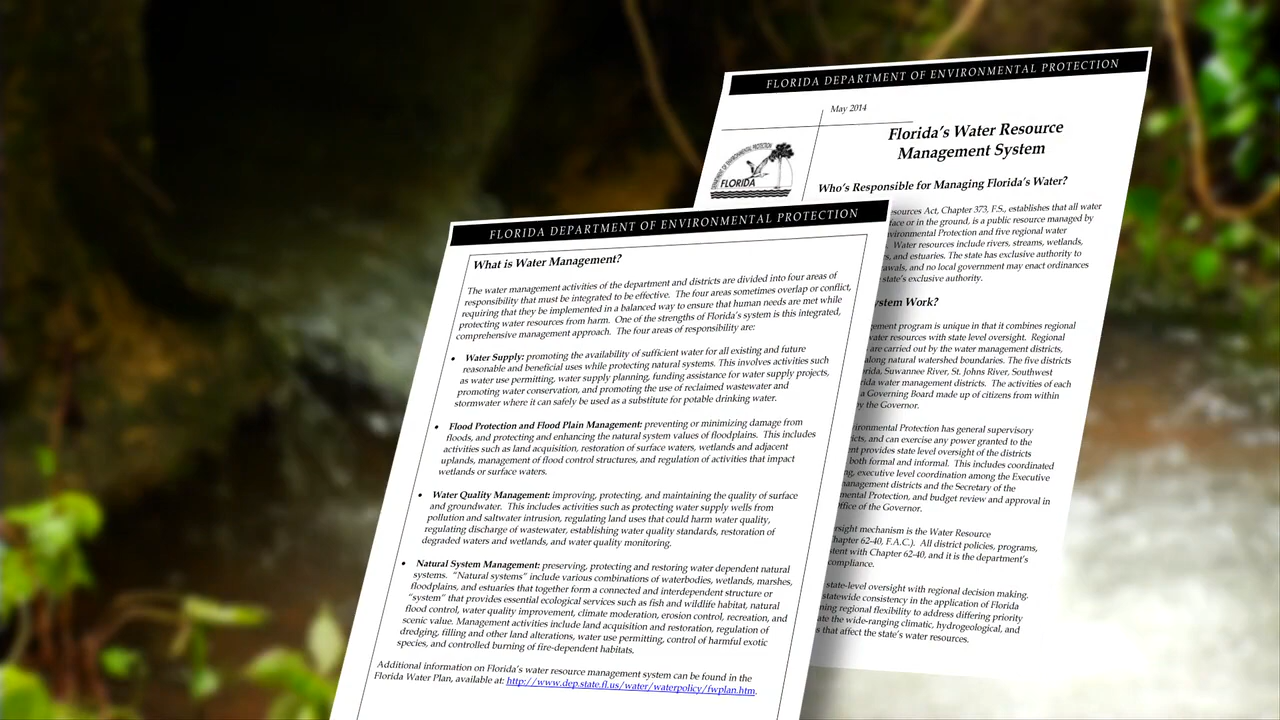 FLORIDA DEPARTMENT OF ENVIRONMENTAL PROTECTION
May 2014
Florida's Water Resource
Management System
FLORIDA
Who's Responsible for Managing Florida's Water?
esources Act, Chapter 373, F.S., establishes that all water
face or in the ground, is a public resource managed by
vironmental Protection and five regional water
Water resources include rivers, streams, wetlands,
s, and estuaries. The state has exclusive authority to
awals, and no local government may enact ordinances
state's exclusive authority.
ystem Work?
gement program is unique in that it combines regional
water resources with state level oversight. Regional
are carried out by the water management districts,
along natural watershed boundaries. The five districts
rida, Suwannee River, St. Johns River, Southwest
rida water management districts. The activities of each
a Governing Board made up of citizens from within
by the Governor.
vironmental Protection has general supervisory
icts, and can exercise any power granted to the
ent provides state level oversight of the districts
both formal and informal. This includes coordinated
ng, executive level coordination among the Executive
management districts and the Secretary of the
mental Protection, and budget review and approval in
ffice of the Governor.
rsight mechanism is the Water Resource
hapter 62-40, F.A.C.). All district policies, programs,
tent with Chapter 62-40, and it is the department's
compliance.
state-level oversight with regional decision making.
statewide consistency in the application of Florida
ning regional flexibility to address differing priority
ate the wide-ranging climatic, hydrogeological, and
s that affect the state's water resources.
FLORIDA DEPARTMENT OF ENVIRONMENTAL PROTECTION
What is Water Management?
The water management activities of the department and districts are divided into four areas of
responsibility that must be integrated to be effective. The four areas sometimes overlap or conflict,
requiring that they be implemented in a balanced way to ensure that human needs are met while
protecting water resources from harm. One of the strengths of Florida's system is this integrated,
comprehensive management approach. The four areas of responsibility are:
• Water Supply: promoting the availability of sufficient water for all existing and future
reasonable and beneficial uses while protecting natural systems. This involves activities such
as water use permitting, water supply planning, funding assistance for water supply projects,
promoting water conservation, and promoting the use of reclaimed wastewater and
stormwater where it can safely be used as a substitute for potable drinking water.
• Flood Protection and Flood Plain Management: preventing or minimizing damage from
floods, and protecting and enhancing the natural system values of floodplains. This includes
activities such as land acquisition, restoration of surface waters, wetlands and adjacent
uplands, management of flood control structures, and regulation of activities that impact
wetlands or surface waters.
• Water Quality Management: improving, protecting, and maintaining the quality of surface
and groundwater. This includes activities such as protecting water supply wells from
pollution and saltwater intrusion, regulating land uses that could harm water quality,
regulating discharge of wastewater, establishing water quality standards, restoration of
degraded waters and wetlands, and water quality monitoring.
• Natural System Management: preserving, protecting and restoring water dependent natural
systems. "Natural systems" include various combinations of waterbodies, wetlands, marshes,
floodplains, and estuaries that together form a connected and interdependent structure or
"system" that provides essential ecological services such as fish and wildlife habitat, natural
flood control, water quality improvement, climate moderation, erosion control, recreation, and
scenic value. Management activities include land acquisition and restoration, regulation of
dredging, filling and other land alterations, water use permitting, control of harmful exotic
species, and controlled burning of fire-dependent habitats.
Additional information on Florida's water resource management system can be found in the
Florida Water Plan, available at: http://www.dep.state.fl.us/water/waterpolicy/fwplan.htm.